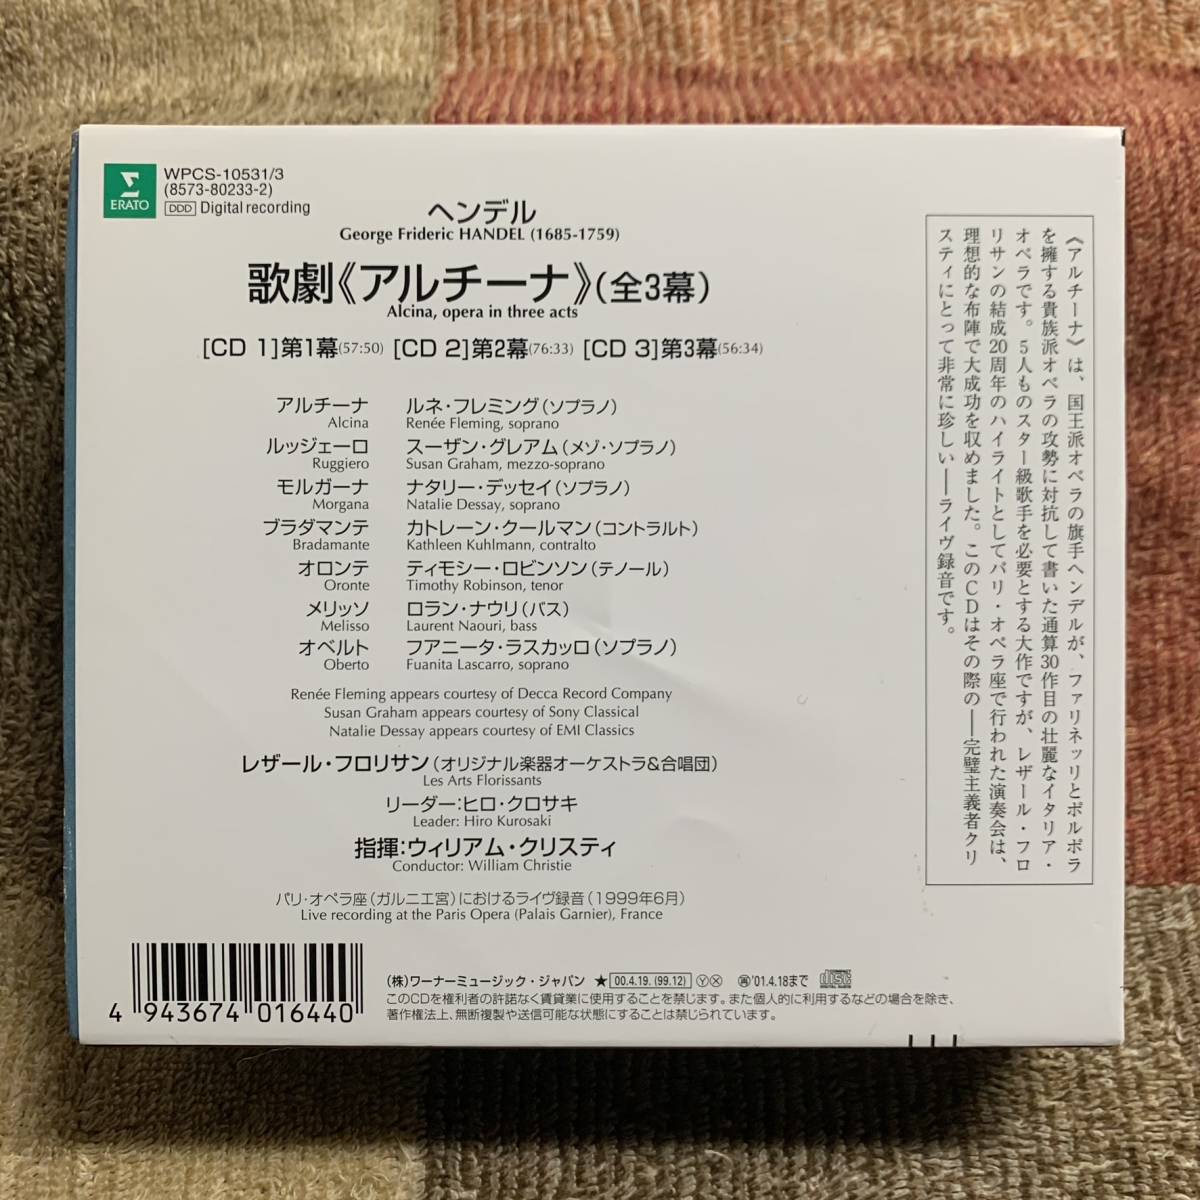 WPCS-10531/3
(8573-80233-2)
DDD Digital recording
Σ
ERATO
ヘンデル
George Frideric HANDEL (1685-1759)
歌劇《アルチーナ》(全3幕)
Alcina, opera in three acts
[CD 1]第1幕(57:50) [CD 2]第2幕(76:33) [CD 3]第3幕(56:34)
アルチーナ ルネ・フレミング(ソプラノ)
Alcina Renée Fleming, soprano
ルッジェーロ スーザン・グレアム(メゾ・ソプラノ)
Ruggiero Susan Graham, mezzo-soprano
モルガーナ ナタリー・デッセイ(ソプラノ)
Morgana Natalie Dessay, soprano
ブラダマンテ カトレーン・クールマン(コントラルト)
Bradamante Kathleen Kuhlmann, contralto
オロンテ ティモシー・ロビンソン(テノール)
Oronte Timothy Robinson, tenor
メリッソ ロラン・ナウリ(バス)
Melisso Laurent Naouri, bass
オベルト フアニータ・ラスカッロ(ソプラノ)
Oberto Fuanita Lascarro, soprano
Renée Fleming appears courtesy of Decca Record Company
Susan Graham appears courtesy of Sony Classical
Natalie Dessay appears courtesy of EMI Classics
レザール・フロリサン(オリジナル楽器オーケストラ&合唱団)
Les Arts Florissants
リーダー:ヒロ・クロサキ
Leader: Hiro Kurosaki
指揮:ウィリアム・クリスティ
Conductor: William Christie
パリ・オペラ座(ガルニエ宮)におけるライヴ録音(1999年6月)
Live recording at the Paris Opera (Palais Garnier), France
《アルチーナ》は、国王派オペラの旗手ヘンデルが、ファリネッリとポルポラ
を擁する貴族派オペラの攻勢に対抗して書いた通算30作目の壮麗なイタリア・
オペラです。5人ものスター級歌手を必要とする大作ですが、レザール・フロ
リサンの結成20周年のハイライトとしてパリ・オペラ座で行われた演奏会は、
理想的な布陣で大成功を収めました。このCDはその際の——完璧主義者クリ
スティにとって非常に珍しい——ライヴ録音です。
4 943674 016440
(株)ワーナーミュージック・ジャパン ★ 00.4.19. (99.12) Ⓨ ⓧ '01.4.18まで disc
このCDを権利者の許諾なく賃貸業に使用することを禁じます。また個人的に利用するなどの場合を除き、
著作権法上、無断複製や送信可能な状態にすることは禁じられています。